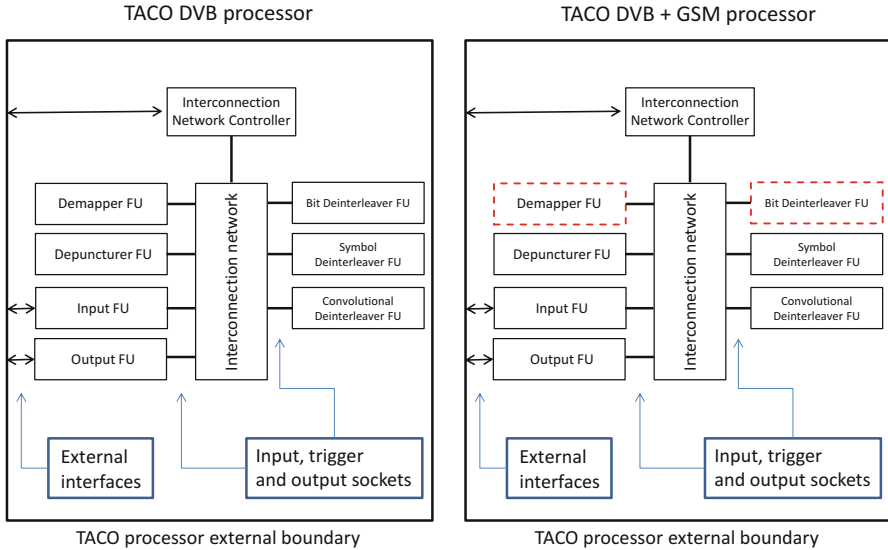 TACO DVB processor
Interconnection
Network Controller
Demapper FU
Depuncturer FU
Input FU
Output FU
Interconnection network
Bit Deinterleaver FU
Symbol
Deinterleaver FU
Convolutional
Deinterleaver FU
External
interfaces
Input, trigger
and output sockets
TACO processor external boundary
TACO DVB + GSM processor
Interconnection
Network Controller
Demapper FU
Depuncturer FU
Input FU
Output FU
Interconnection network
Bit Deinterleaver FU
Symbol
Deinterleaver FU
Convolutional
Deinterleaver FU
External
interfaces
Input, trigger
and output sockets
TACO processor external boundary